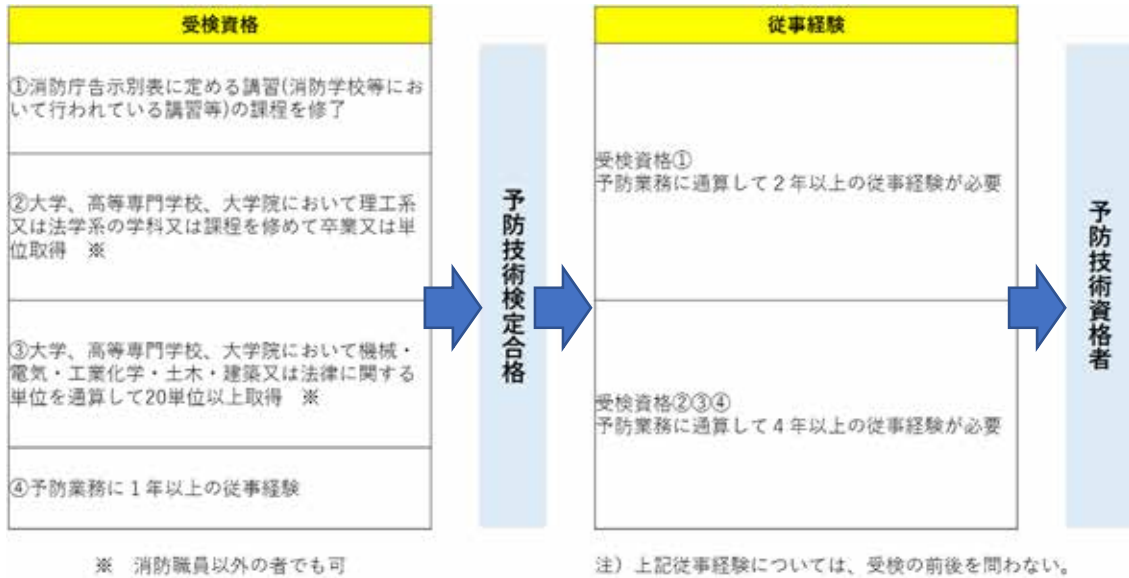 受検資格
①消防庁告示別表に定める講習(消防学校等にお
いて行われている講習等)の課程を修了
②大学、高等専門学校、大学院において理工系
又は法学系の学科又は課程を修めて卒業又は単
位取得　※
③大学、高等専門学校、大学院において機械・
電気・工業化学・土木・建築又は法律に関する
単位を通算して20単位以上取得　※
④予防業務に１年以上の従事経験
※　消防職員以外の者でも可
予防技術検定合格
従事経験
受検資格①
予防業務に通算して２年以上の従事経験が必要
受検資格②③④
予防業務に通算して４年以上の従事経験が必要
注）上記従事経験については、受検の前後を問わない。
予防技術資格者